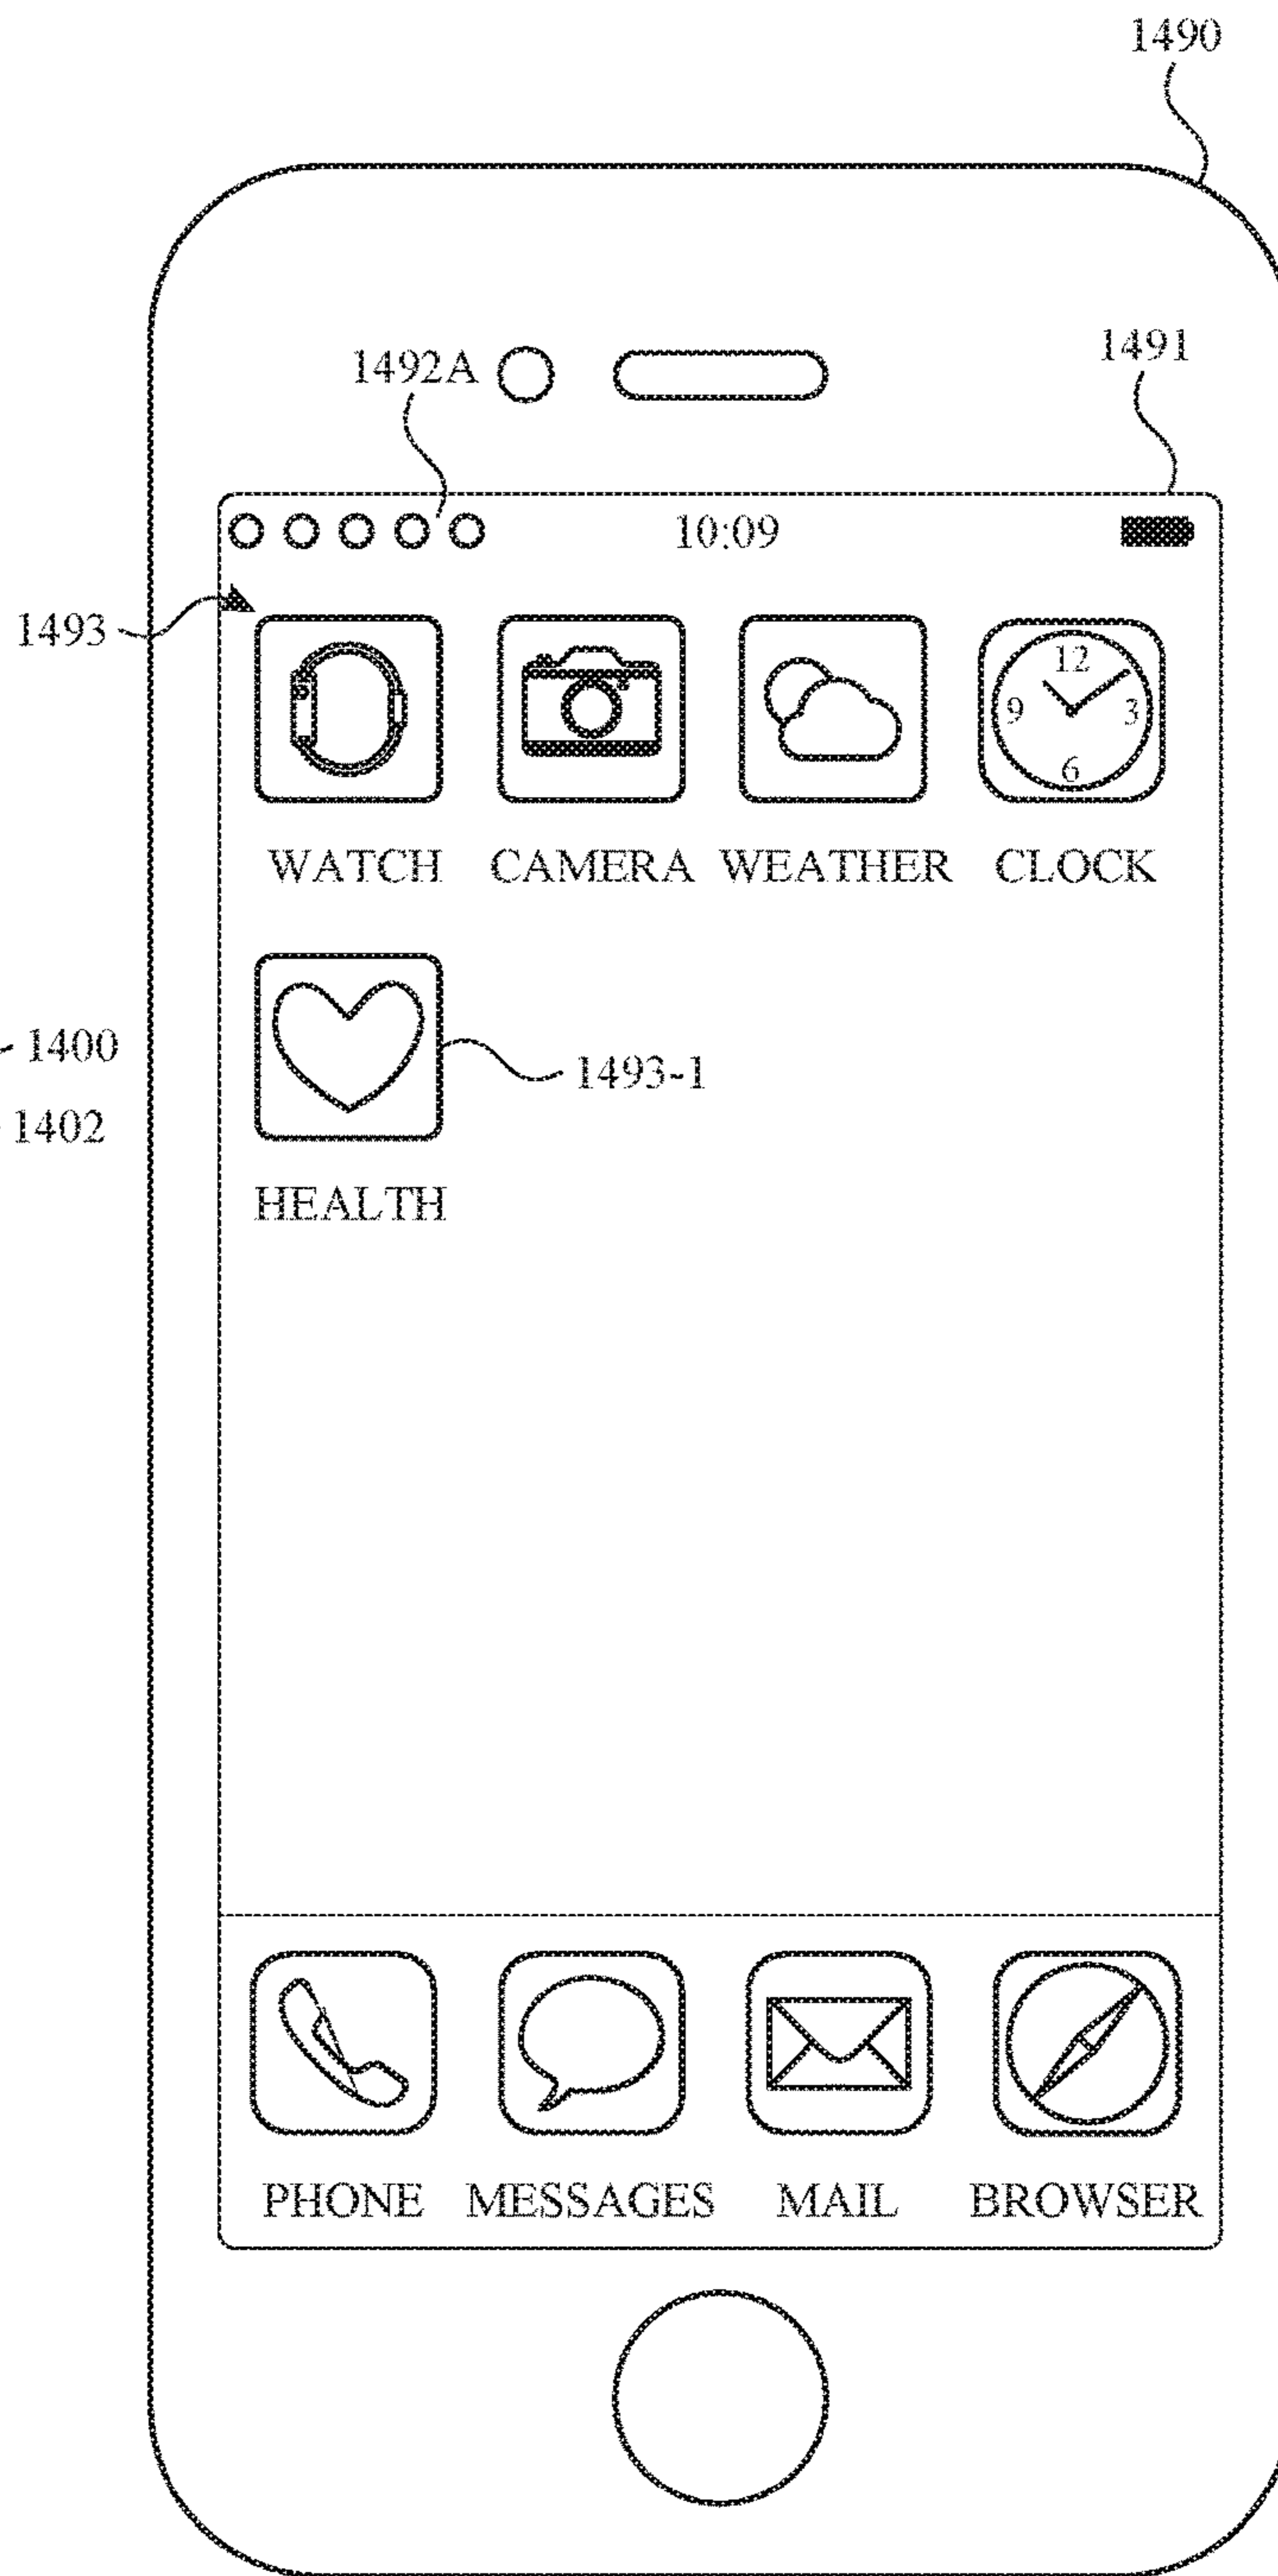 1490
1491
1492A
10:09
1493
12
9 3
6
WATCH CAMERA WEATHER CLOCK
1400
1493-1
1402
HEALTH
PHONE MESSAGES MAIL BROWSER